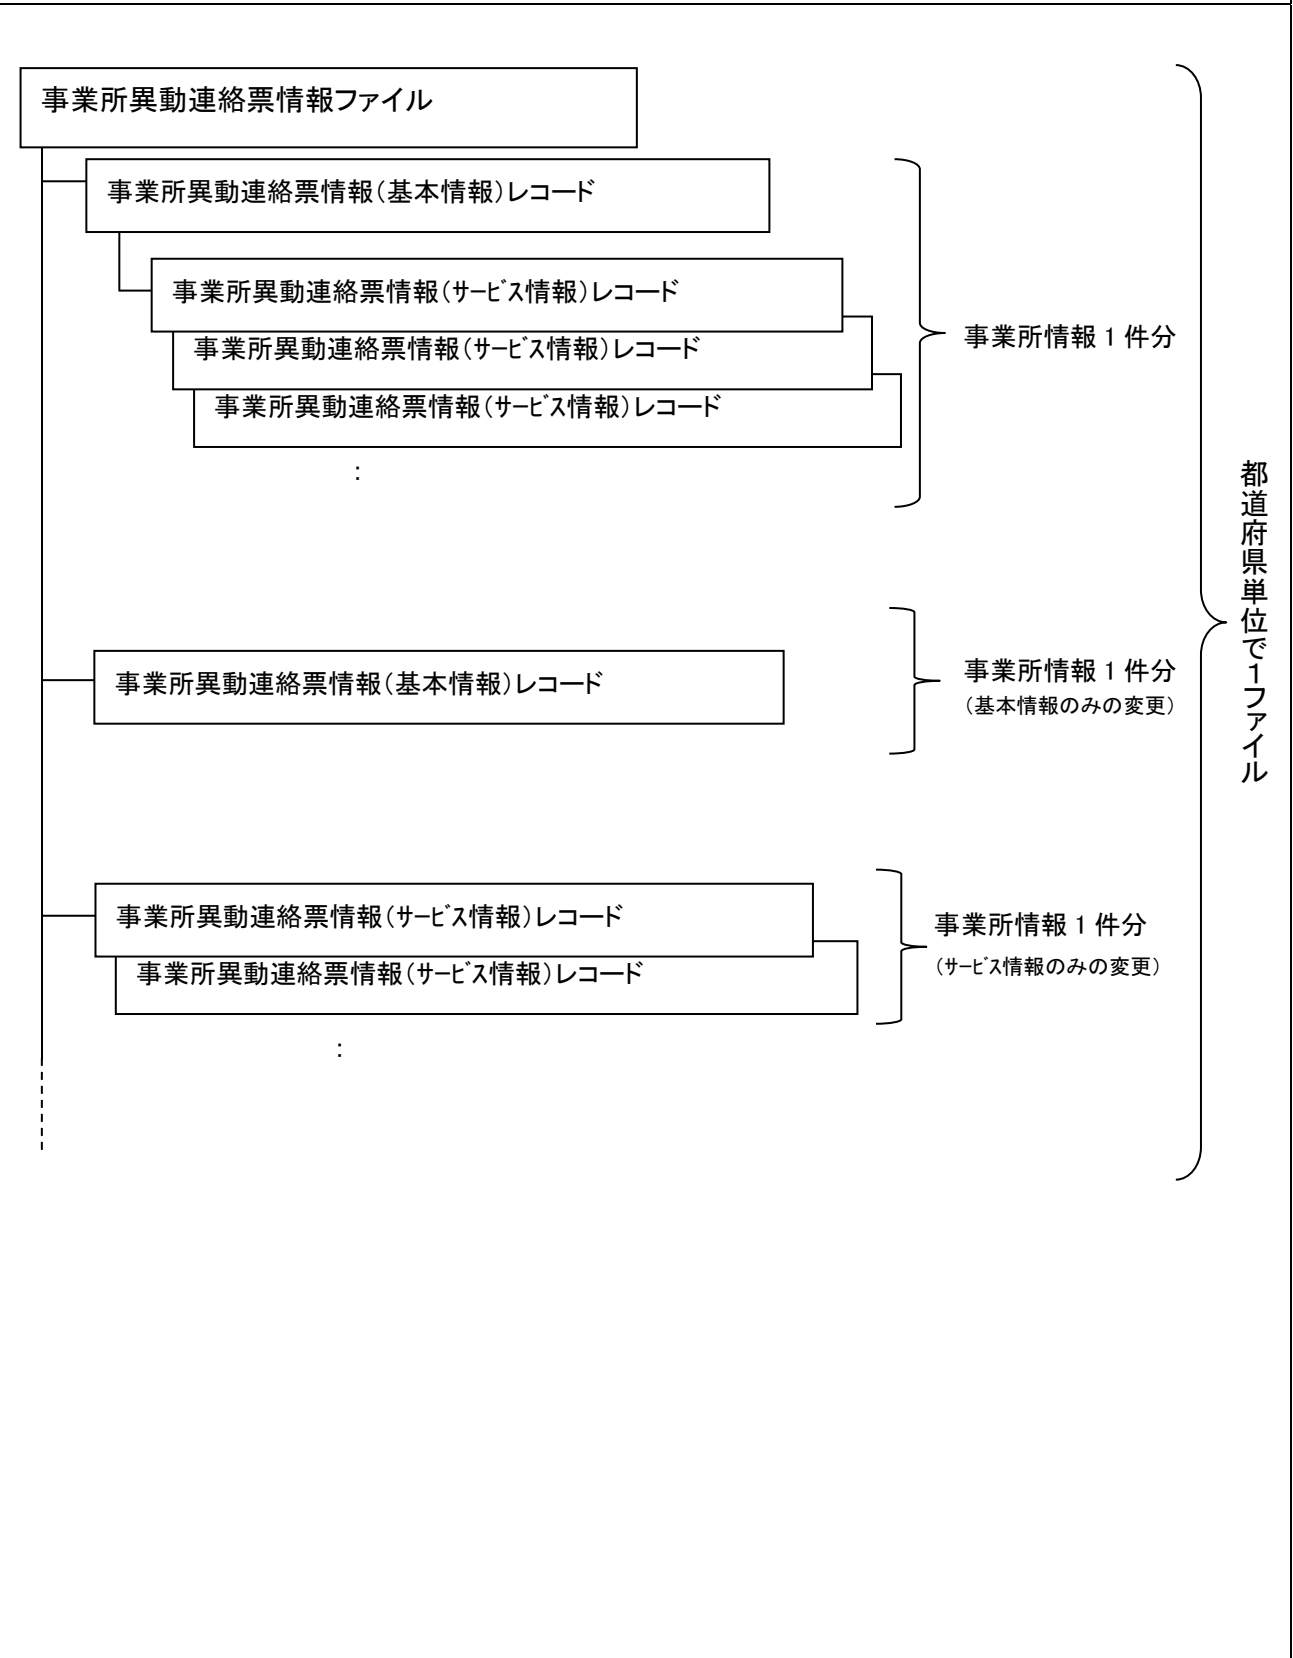 事業所異動連絡票情報ファイル
事業所異動連絡票情報（基本情報）レコード
事業所異動連絡票情報（ｻｰﾋﾞｽ情報）レコード
事業所異動連絡票情報（ｻｰﾋﾞｽ情報）レコード
事業所異動連絡票情報（ｻｰﾋﾞｽ情報）レコード
：
事業所情報１件分
事業所異動連絡票情報（基本情報）レコード
事業所情報１件分
（基本情報のみの変更）
事業所異動連絡票情報（ｻｰﾋﾞｽ情報）レコード
事業所異動連絡票情報（ｻｰﾋﾞｽ情報）レコード
：
事業所情報１件分
（ｻｰﾋﾞｽ情報のみの変更）
都道府県単位で１ファイル